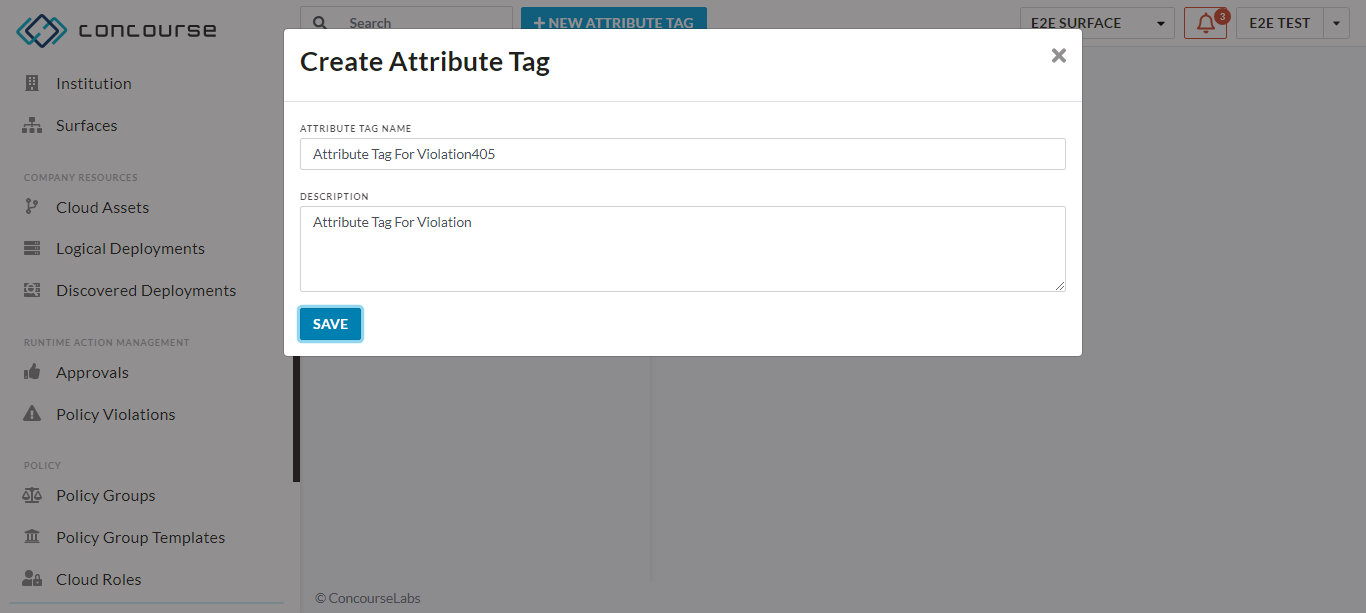 concourse
Search
+ NEW ATTRIBUTE TAG
E2E SURFACE
3
E2E TEST
Institution
Surfaces
COMPANY RESOURCES
Cloud Assets
Logical Deployments
Discovered Deployments
RUNTIME ACTION MANAGEMENT
Approvals
Policy Violations
POLICY
Policy Groups
Policy Group Templates
Cloud Roles
Create Attribute Tag
ATTRIBUTE TAG NAME
Attribute Tag For Violation405
DESCRIPTION
Attribute Tag For Violation
SAVE
© ConcourseLabs